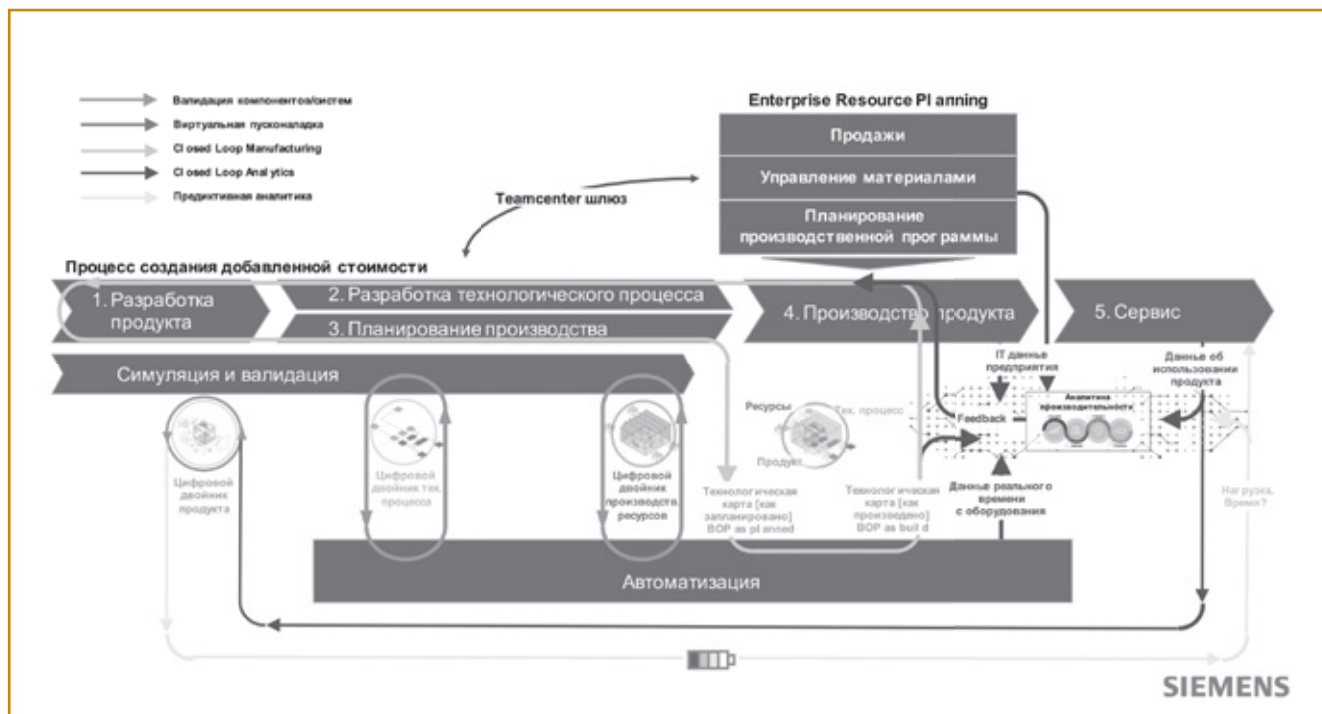 Валидация компонентов/систем
Виртуальная пусконаладка
Closed Loop Manufacturing
Closed Loop Analytics
Предиктивная аналитика
Enterprise Resource Planning
Продажи
Управление материалами
Планирование
производственной программы
Teamcenter шлюз
Процесс создания добавленной стоимости
1. Разработка
продукта
2. Разработка технологического процесса
3. Планирование производства
4. Производство продукта
5. Сервис
Симуляция и валидация
IT данные
предприятия
Данные об
использовании
продукта
Ресурсы
Тех. процесс
Продукт
Feedback
Аналитика
производительности
Цифровой
двойник
продукта
Цифровой
двойник тех.
процесса
Цифровой
двойник
производств.
ресурсов
Технологическая
карта [как
запланировано]
BOP as planned
Технологическая
карта [как
произведено]
BOP as build
Данные реального
времени
с оборудования
Нагрузка,
Время?
Автоматизация
SIEMENS